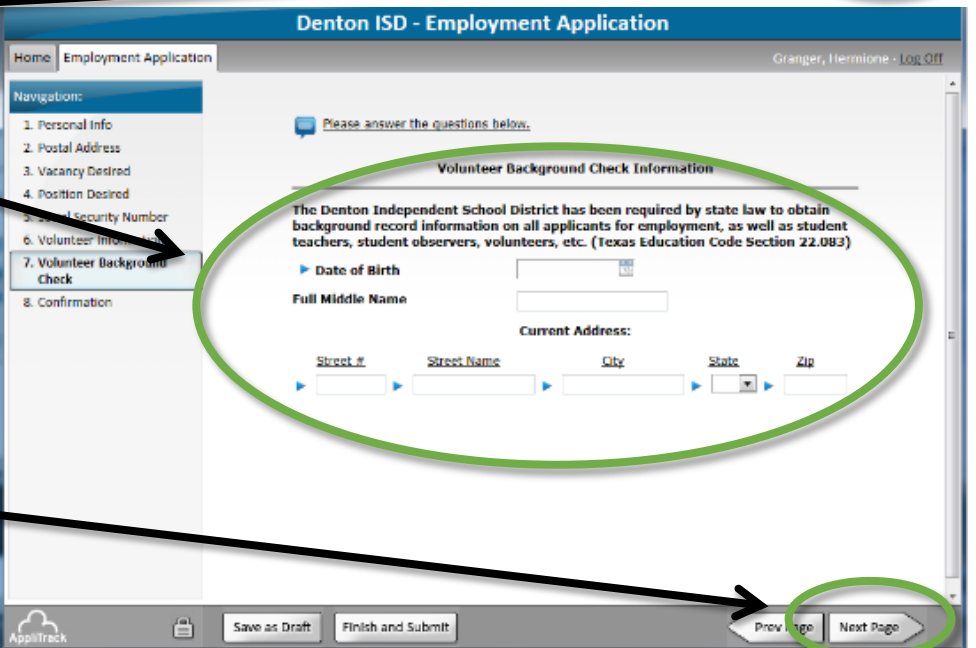 Denton ISD - Employment Application
Home Employment Application Granger, Hermione - Log Off
Navigation:
1. Personal Info
2. Postal Address
3. Vacancy Desired
4. Position Desired
Security Number
6. Volunteer
7. Volunteer Background
Check
8. Confirmation
Please answer the questions below.
Volunteer Background Check Information
The Denton Independent School District has been required by state law to obtain
background record information on all applicants for employment, as well as student
teachers, student observers, volunteers, etc. (Texas Education Code Section 22.083)
Date of Birth
Full Middle Name
Current Address:
Street # Street Name City State Zip
AppliTrack Save as Draft Finish and Submit Prev Page Next Page